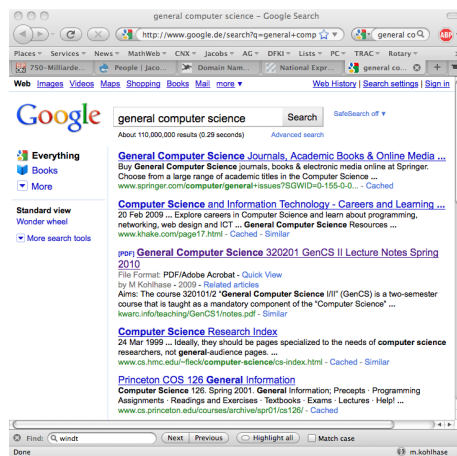 general computer science - Google Search
http://www.google.de/search?q=general+comp
general co
ABP
Places Services News MathWeb CNX Jacobs AG DFKI Lists PC TRAC Rotary
750-Milliarde... People | Jaco... Domain Nam... National Expr... general co...
Web Images Videos Maps Shopping Gmail Books Mail more Web History | Search settings | Sign in
Google
general computer science Search SafeSearch off
About 110,000,000 results (0.29 seconds) Advanced search
Everything
Books
More
Standard view
Wonder wheel
More search tools
General Computer Science Journals, Academic Books & Online Media ...
Buy General Computer Science journals, books & electronic media online at Springer.
Choose from a large range of academic titles in the Computer Science ...
www.springer.com/computer/general+issues?SGWID=0-155-0-0... - Cached
Computer Science and Information Technology - Careers and Learning ...
20 Feb 2009 ... Explore careers in Computer Science and learn about programming,
networking, web design and ICT ... General Computer Science Resources ...
www.khake.com/page17.html - Cached - Similar
[PDF] General Computer Science 320201 GenCS II Lecture Notes Spring
2010
File Format: PDF/Adobe Acrobat - Quick View
by M Kohlhase - 2009 - Related articles
Aims: The course 320101/2 "General Computer Science I/II" (GenCS) is a two-semester
course that is taught as a mandatory component of the "Computer Science" ...
kwarc.info/teaching/GenCS1/notes.pdf - Similar
Computer Science Research Index
24 Mar 1999 ... Ideally, they should be pages specialized to the needs of computer science
researchers, not general-audience pages. ...
www.cs.hmc.edu/~fleck/computer-science/cs-index.html - Cached - Similar
Princeton COS 126 General Information
Computer Science 126. Spring 2001. General Information; Precepts · Programming
Assignments · Readings and Exercises · Textbooks · Exams · Lectures · Help! ...
www.cs.princeton.edu/courses/archive/spr01/cs126/ - Cached
Find: windt Next Previous Highlight all Match case
Done m.kohlhase